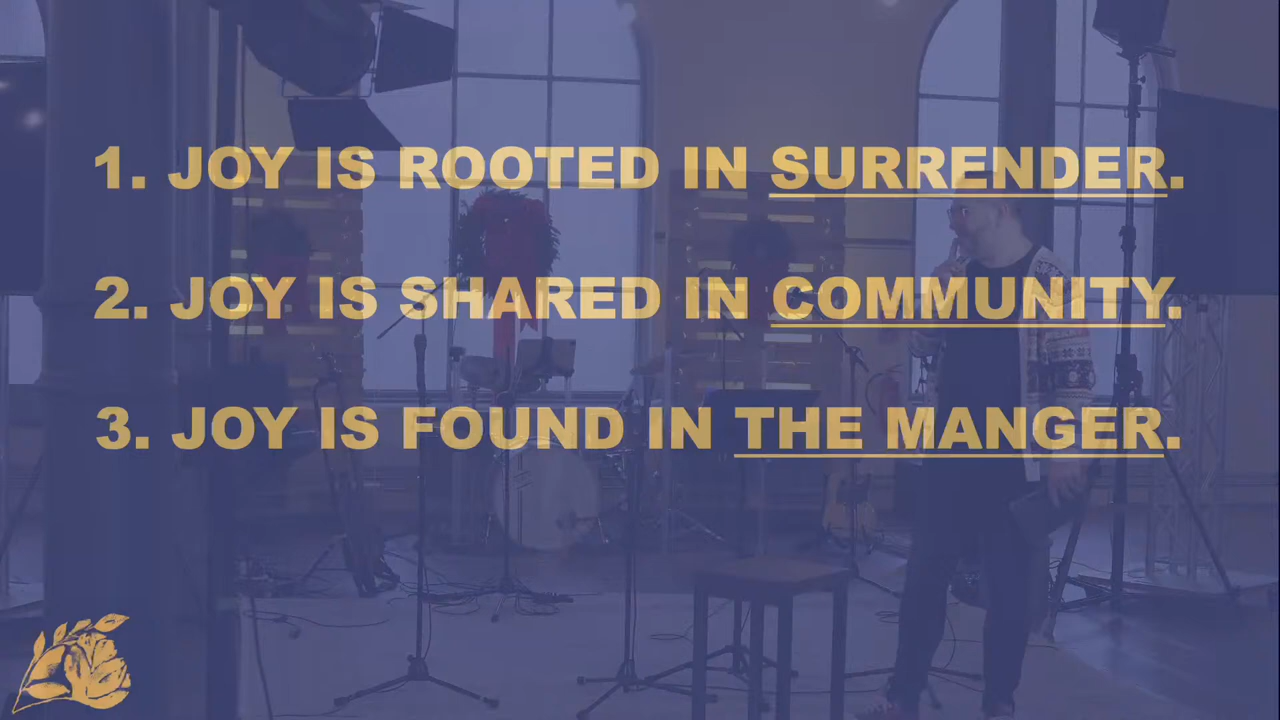 1. JOY IS ROOTED IN SURRENDER.
2. JOY IS SHARED IN COMMUNITY.
3. JOY IS FOUND IN THE MANGER.